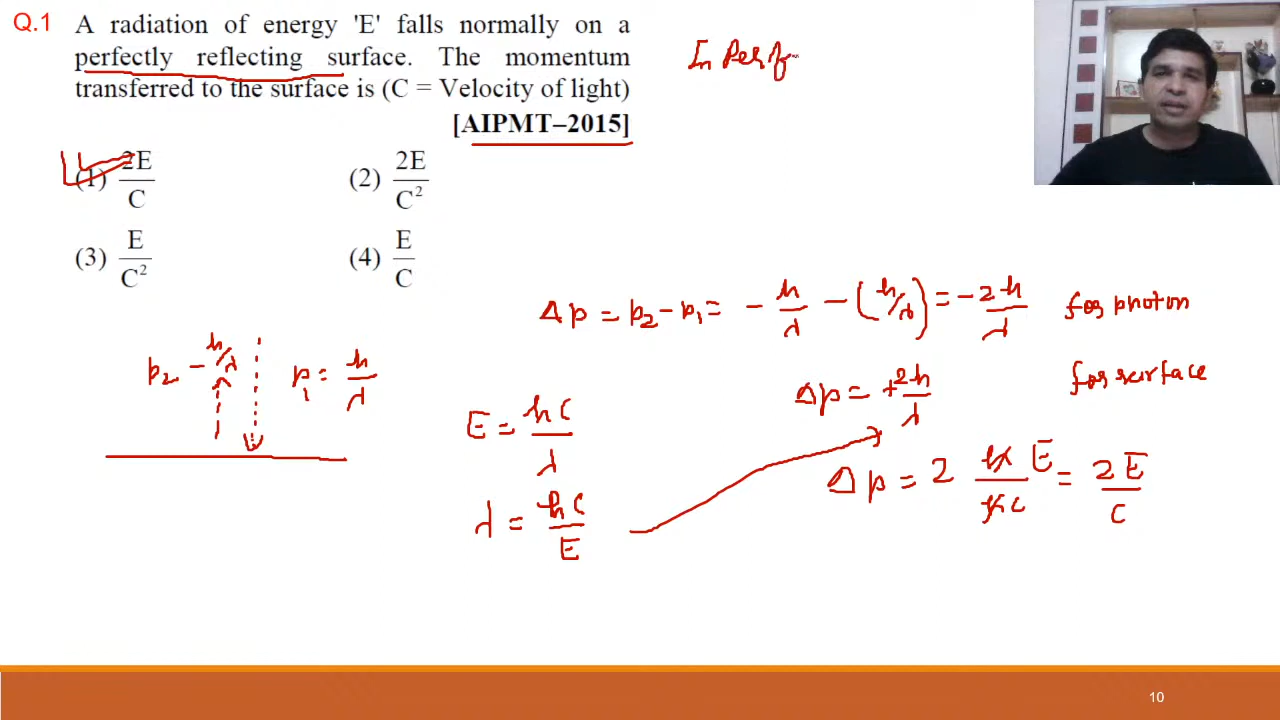 Q.1 A radiation of energy 'E' falls normally on a
perfectly reflecting surface. The momentum
transferred to the surface is (C = Velocity of light)
[AIPMT–2015]
(1) 2E/C (2) 2E/C²
(3) E/C² (4) E/C
In Perf
Δp = p₂ - p₁ = - h/λ - (h/λ) = - 2h/λ for photon
p₂ - h/λ p₁ = h/λ
Δp = +2h/λ for surface
E = hC/λ
Δp = 2 h/hc E = 2E/C
λ = hC/E
10